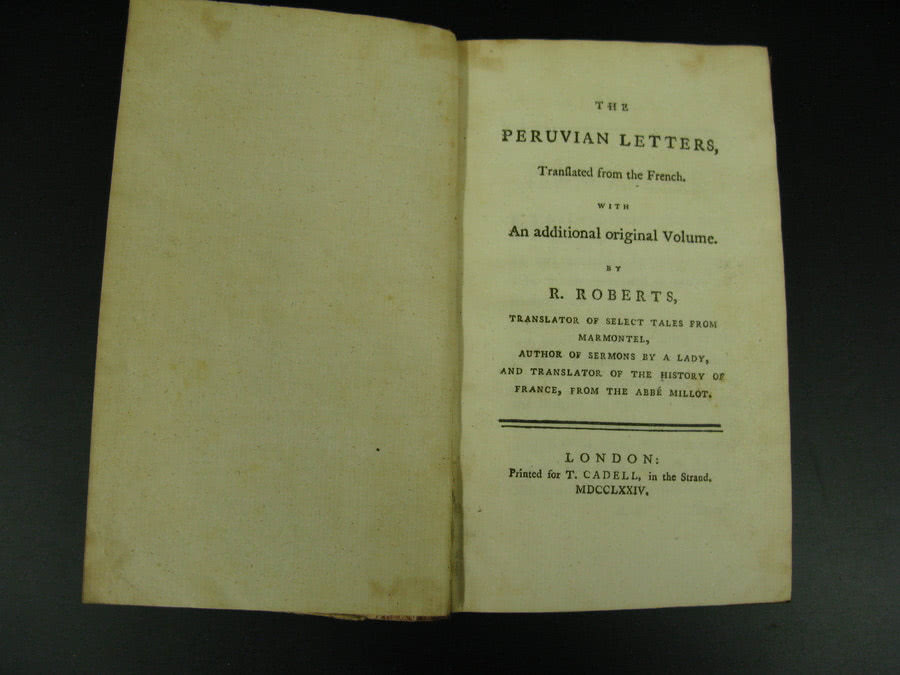 THE
PERUVIAN LETTERS,
Tranſlated from the French.
WITH
An additional original Volume.
BY
R. ROBERTS,
TRANSLATOR OF SELECT TALES FROM
MARMONTEL,
AUTHOR OF SERMONS BY A LADY,
AND TRANSLATOR OF THE HISTORY OF
FRANCE, FROM THE ABBÉ MILLOT.
LONDON:
Printed for T. CADELL, in the Strand.
MDCCLXXIV.